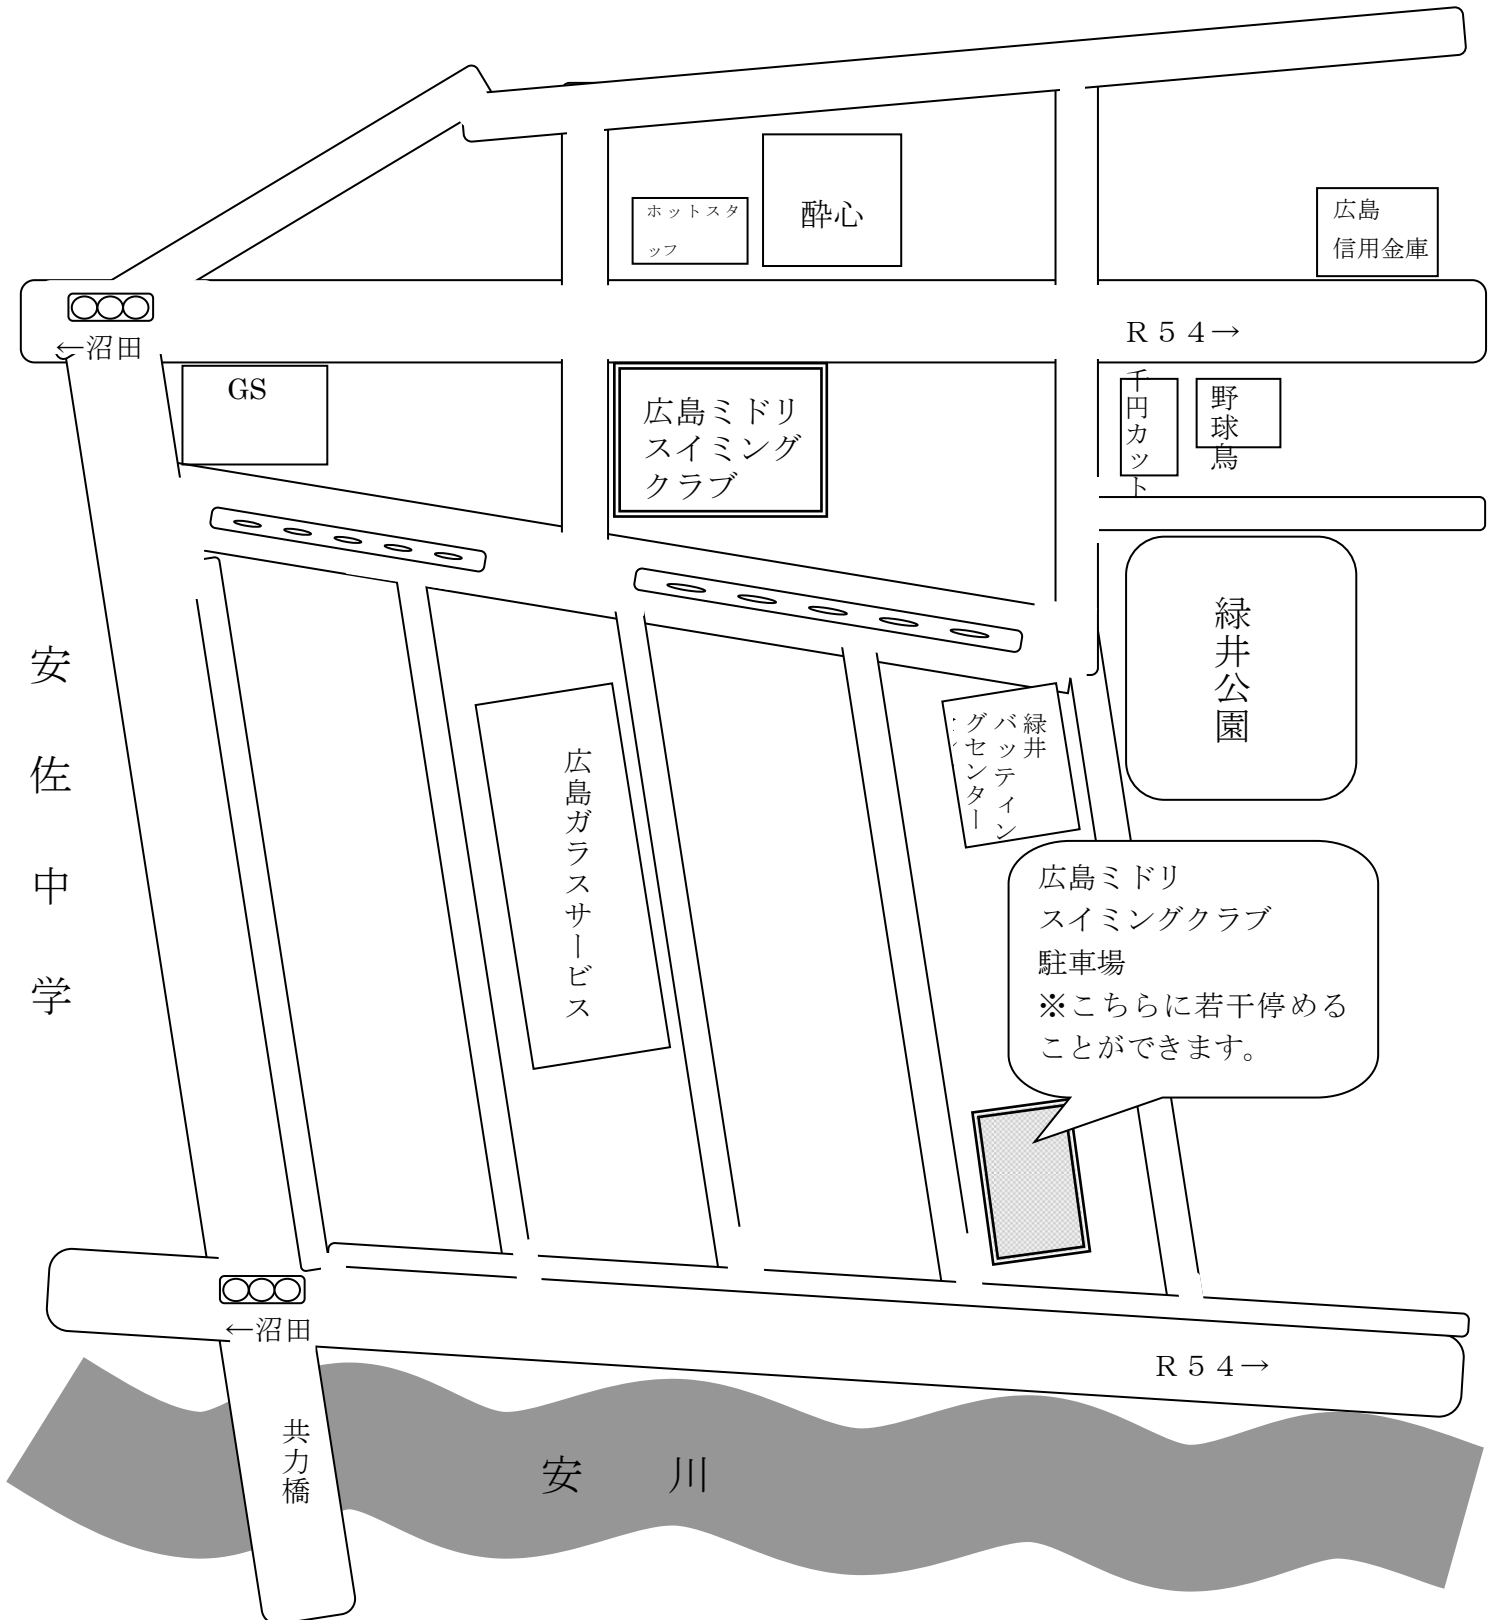 ホットスタ
ッフ
酔心
広島
信用金庫
←沼田
Ｒ５４→
GS
広島ミドリ
スイミング
クラブ
千円カット
野球鳥
緑井公園
安佐中学
広島ガラスサービス
緑井
バッティン
グセンター
広島ミドリ
スイミングクラブ
駐車場
※こちらに若干停める
ことができます。
←沼田
Ｒ５４→
共力橋
安　川